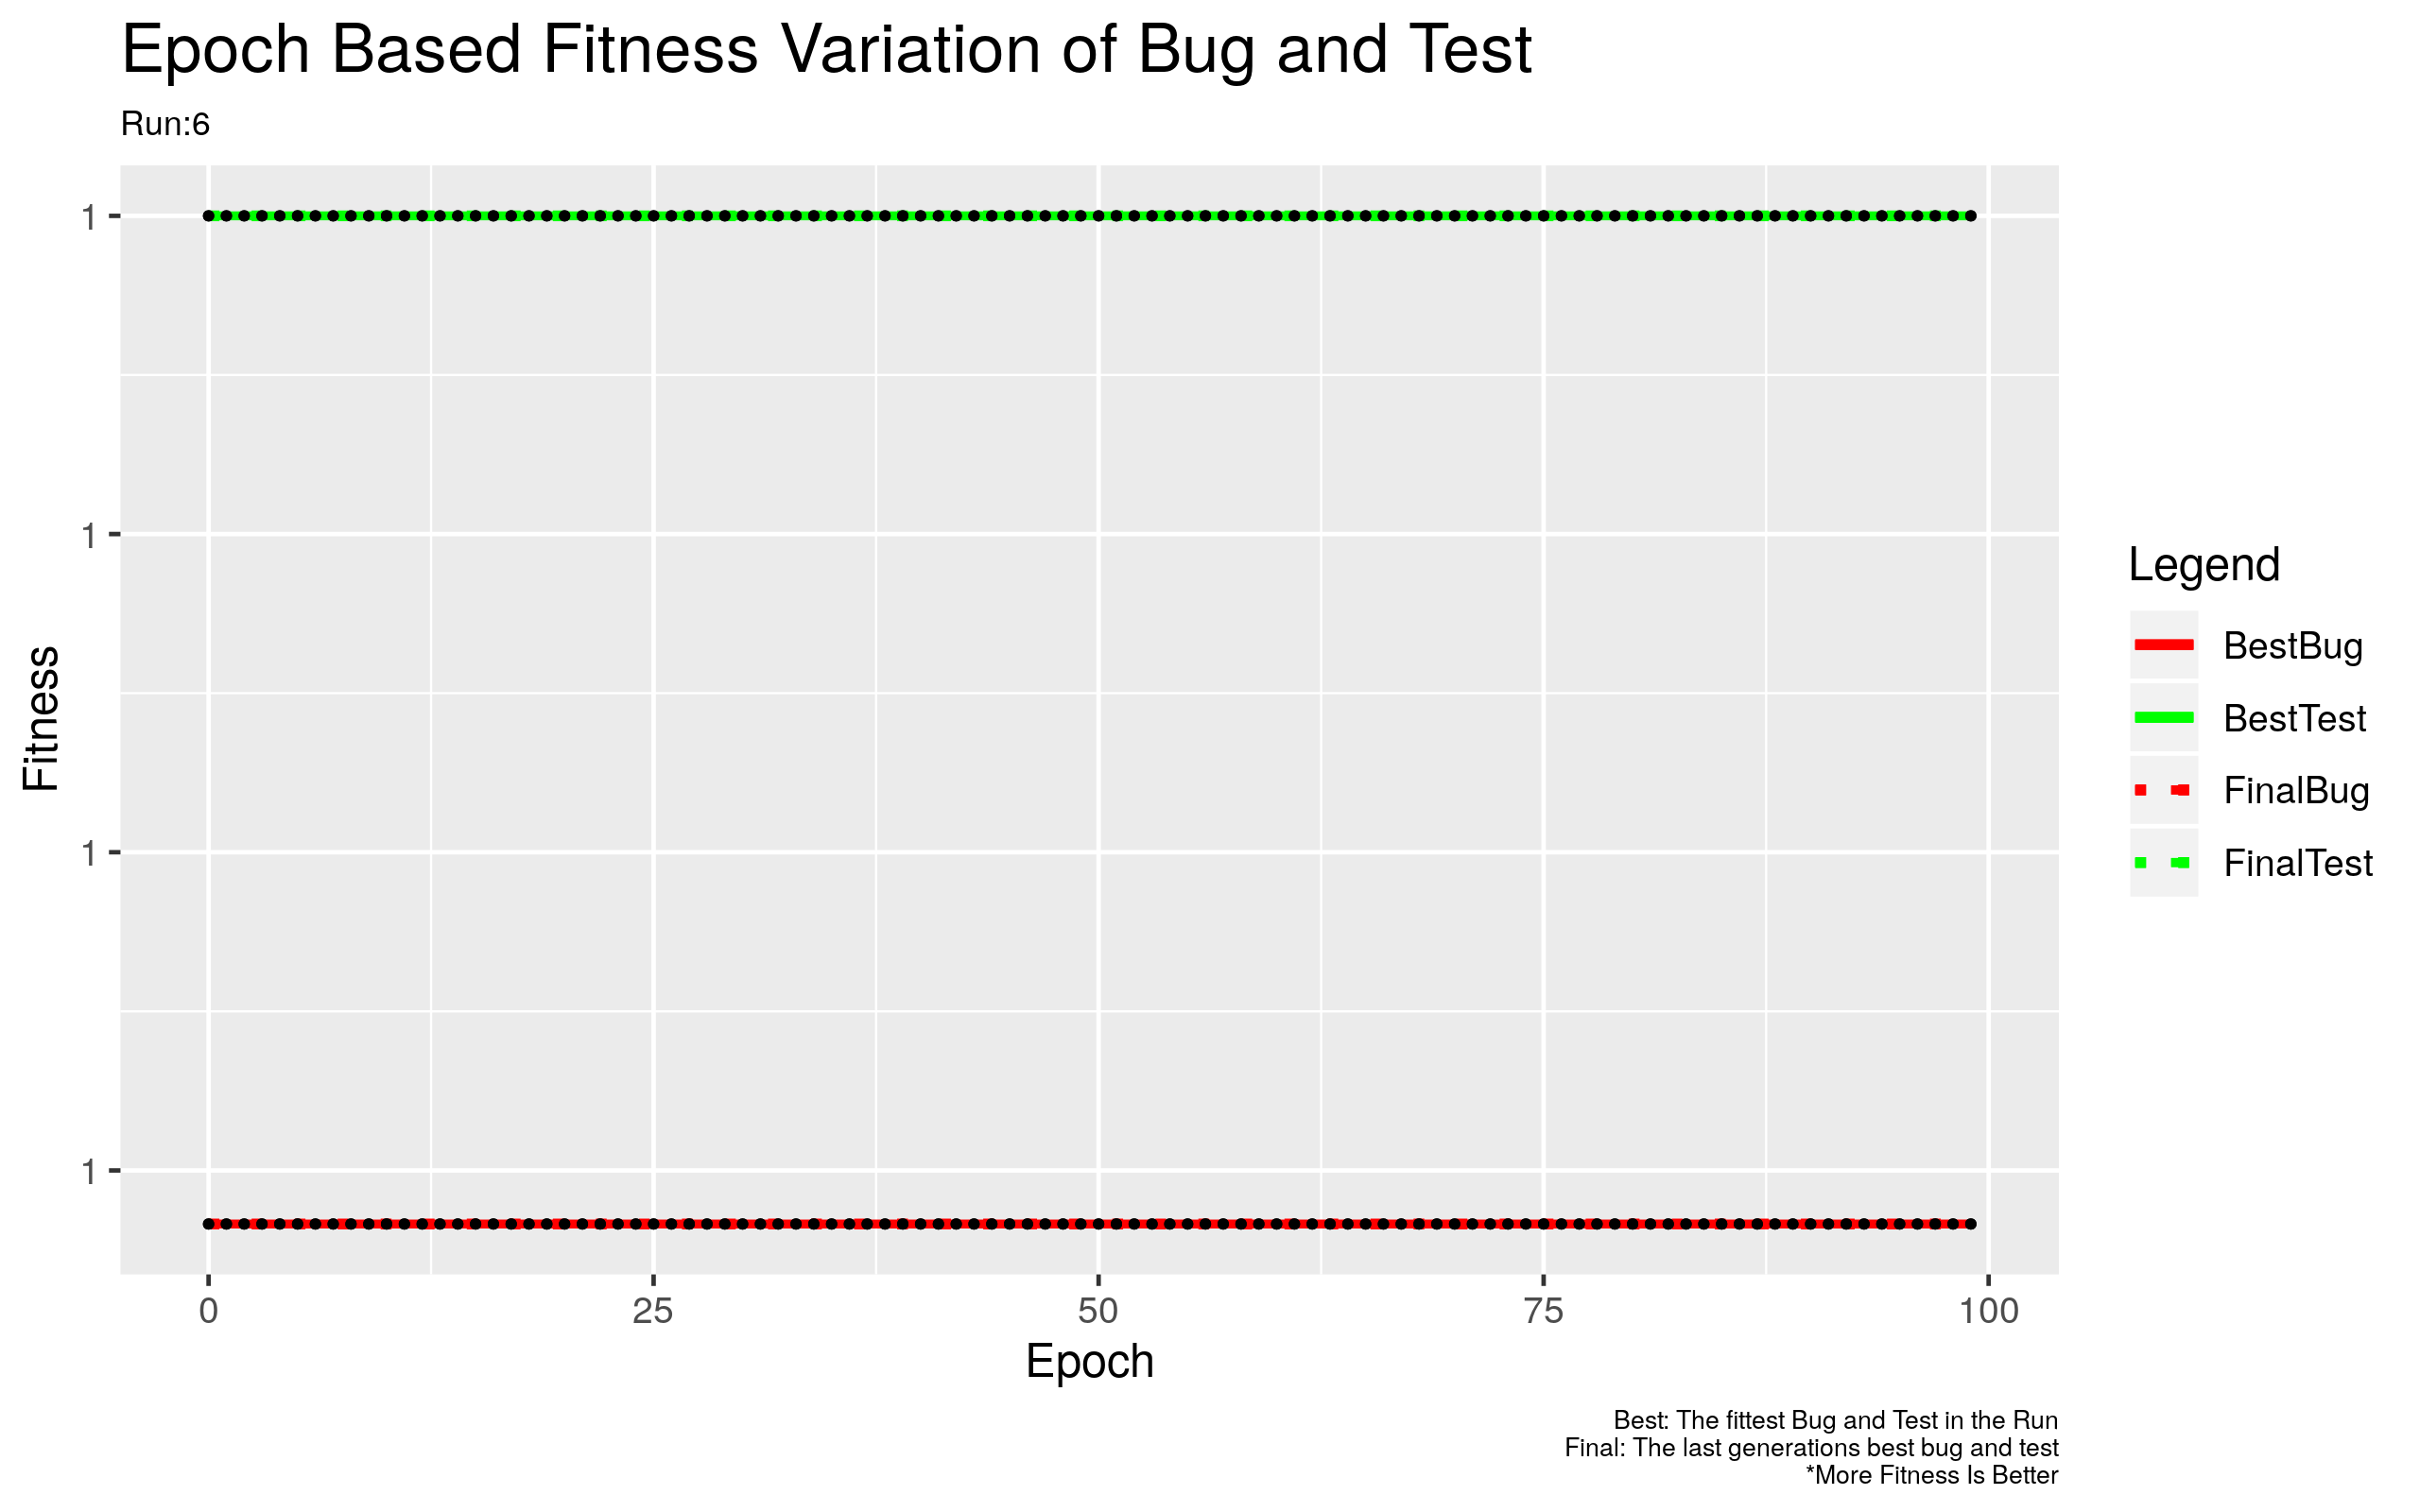 Epoch Based Fitness Variation of Bug and Test
Run:6
1
1
1
1
Fitness
0 25 50 75 100
Epoch
Legend
BestBug
BestTest
FinalBug
FinalTest
Best: The fittest Bug and Test in the Run
Final: The last generations best bug and test
*More Fitness Is Better